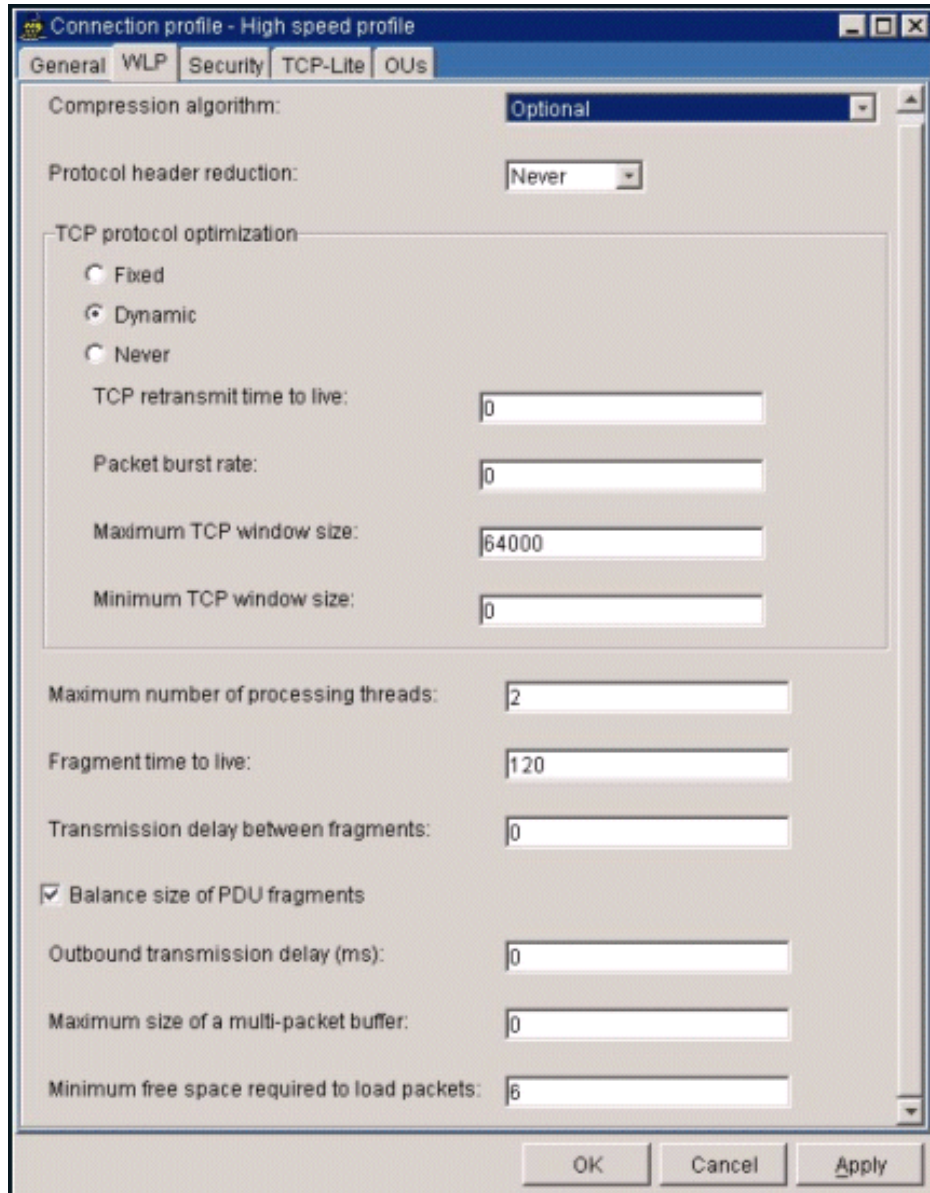 Connection profile - High speed profile
General WLP Security TCP-Lite OUs
Compression algorithm: Optional
Protocol header reduction: Never
TCP protocol optimization
Fixed
Dynamic
Never
TCP retransmit time to live: 0
Packet burst rate: 0
Maximum TCP window size: 64000
Minimum TCP window size: 0
Maximum number of processing threads: 2
Fragment time to live: 120
Transmission delay between fragments: 0
Balance size of PDU fragments
Outbound transmission delay (ms): 0
Maximum size of a multi-packet buffer: 0
Minimum free space required to load packets: 6
OK Cancel Apply